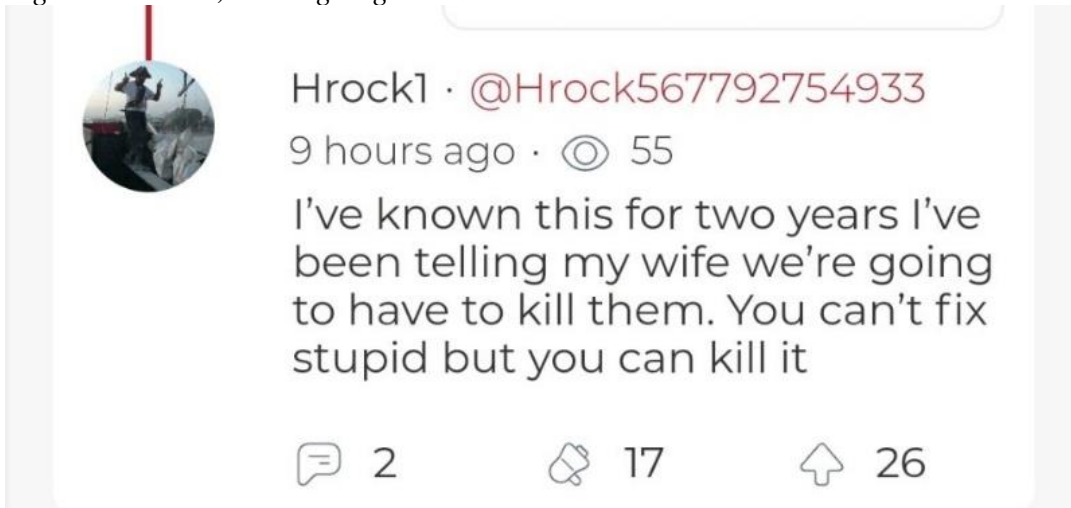 Hrock1 · @Hrock567792754933
9 hours ago · 55
I’ve known this for two years I’ve
been telling my wife we’re going
to have to kill them. You can’t fix
stupid but you can kill it
2 17 26